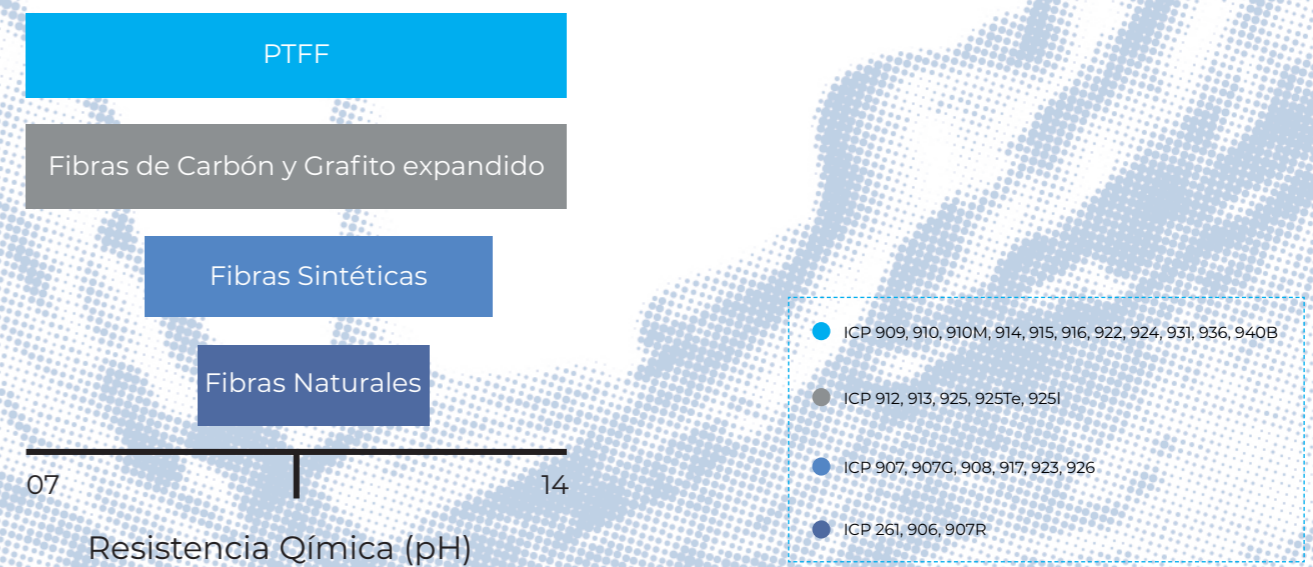 PTFF
Fibras de Carbón y Grafito expandido
Fibras Sintéticas
Fibras Naturales
07 14
Resistencia Qímica (pH)
ICP 909, 910, 910M, 914, 915, 916, 922, 924, 931, 936, 940B
ICP 912, 913, 925, 925Te, 925l
ICP 907, 907G, 908, 917, 923, 926
ICP 261, 906, 907R